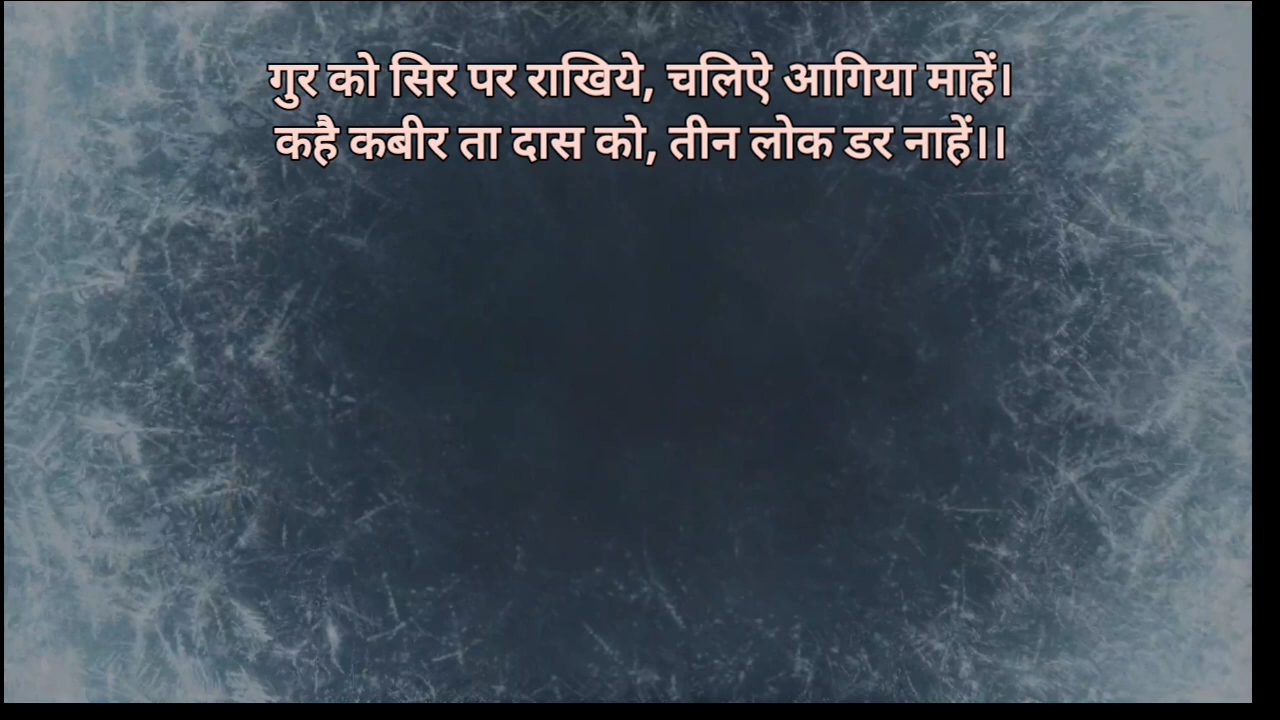 गुर को सिर पर राखिये, चलिऐ आगिया माहें।
कहै कबीर ता दास को, तीन लोक डर नाहें।।